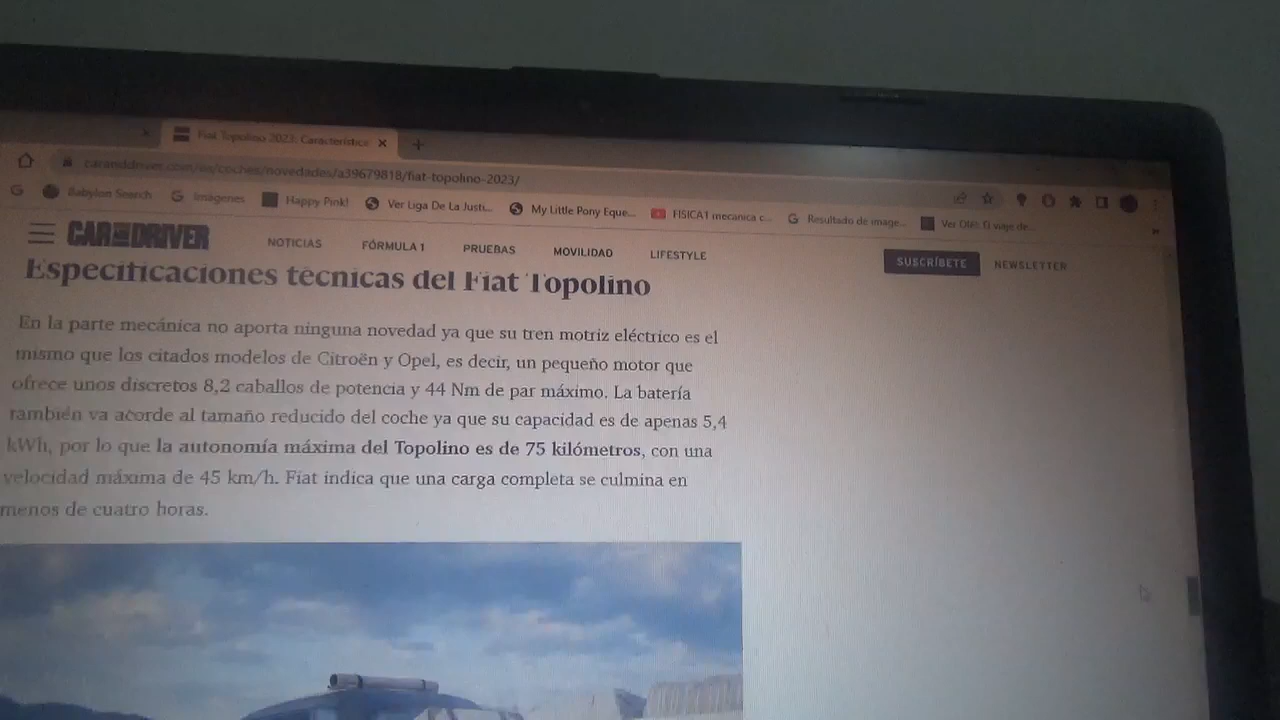 Fiat Topolino 2023: Característica
caranddriver.com/es/coches/novedades/a39679818/fiat-topolino-2023/
Babylon Search Imágenes Happy Pink! Ver Liga De La Justi... My Little Pony Eque... FISICA1 mecanica c... Resultado de image... Ver Olé!: El viaje de...
CAR AND DRIVER NOTICIAS FÓRMULA 1 PRUEBAS MOVILIDAD LIFESTYLE SUSCRÍBETE NEWSLETTER
Especificaciones técnicas del Fiat Topolino
En la parte mecánica no aporta ninguna novedad ya que su tren motriz eléctrico es el
mismo que los citados modelos de Citroën y Opel, es decir, un pequeño motor que
ofrece unos discretos 8,2 caballos de potencia y 44 Nm de par máximo. La batería
también va acorde al tamaño reducido del coche ya que su capacidad es de apenas 5,4
kWh, por lo que la autonomía máxima del Topolino es de 75 kilómetros, con una
velocidad máxima de 45 km/h. Fiat indica que una carga completa se culmina en
menos de cuatro horas.